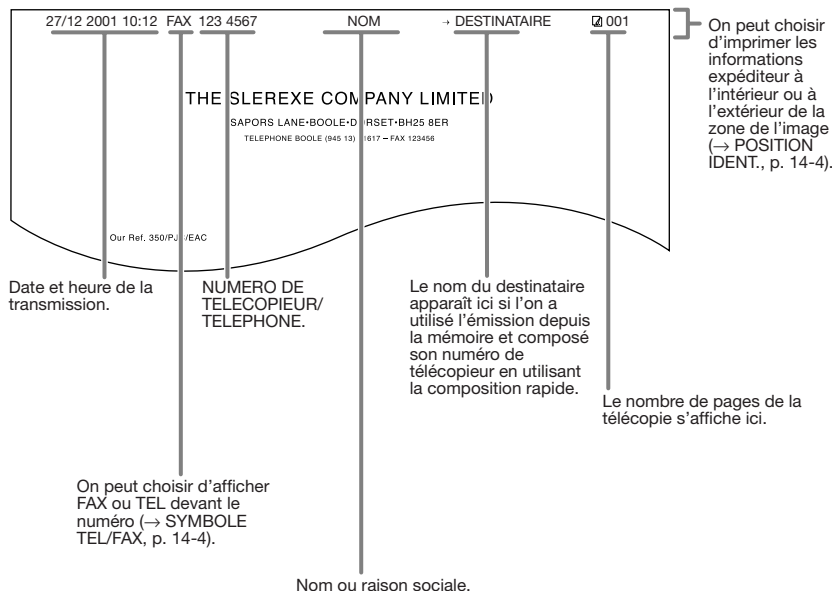 27/12 2001 10:12 FAX 123 4567 NOM → DESTINATAIRE 001
On peut choisir
d'imprimer les
informations
expéditeur à
l'intérieur ou à
l'extérieur de la
zone de l'image
(→ POSITION
IDENT., p. 14-4).
THE SLEREXE COMPANY LIMITED
SAPORS LANE•BOOLE•D RSET•BH25 8ER
TELEPHONE BOOLE (945 13) 1617 – FAX 123456
Our Ref. 350/PJ /EAC
Date et heure de la
transmission.
NUMERO DE
TELECOPIEUR/
TELEPHONE.
Le nom du destinataire
apparaît ici si l'on a
utilisé l'émission depuis
la mémoire et composé
son numéro de
télécopieur en utilisant
la composition rapide.
Le nombre de pages de la
télécopie s'affiche ici.
On peut choisir d'afficher
FAX ou TEL devant le
numéro (→ SYMBOLE
TEL/FAX, p. 14-4).
Nom ou raison sociale.